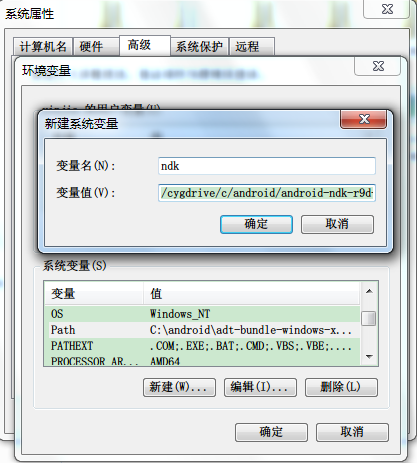 系统属性
计算机名 硬件 高级 系统保护 远程
环境变量
的用户变量(U)
新建系统变量
变量名(N): ndk
变量值(V): /cygdrive/c/android/android-ndk-r9d
确定 取消
系统变量(S)
变量 值
OS Windows_NT
Path C:\android\adt-bundle-windows-x...
PATHEXT .COM;.EXE;.BAT;.CMD;.VBS;.VBE;....
PROCESSOR_AR... AMD64
新建(W)... 编辑(I)... 删除(L)
确定 取消